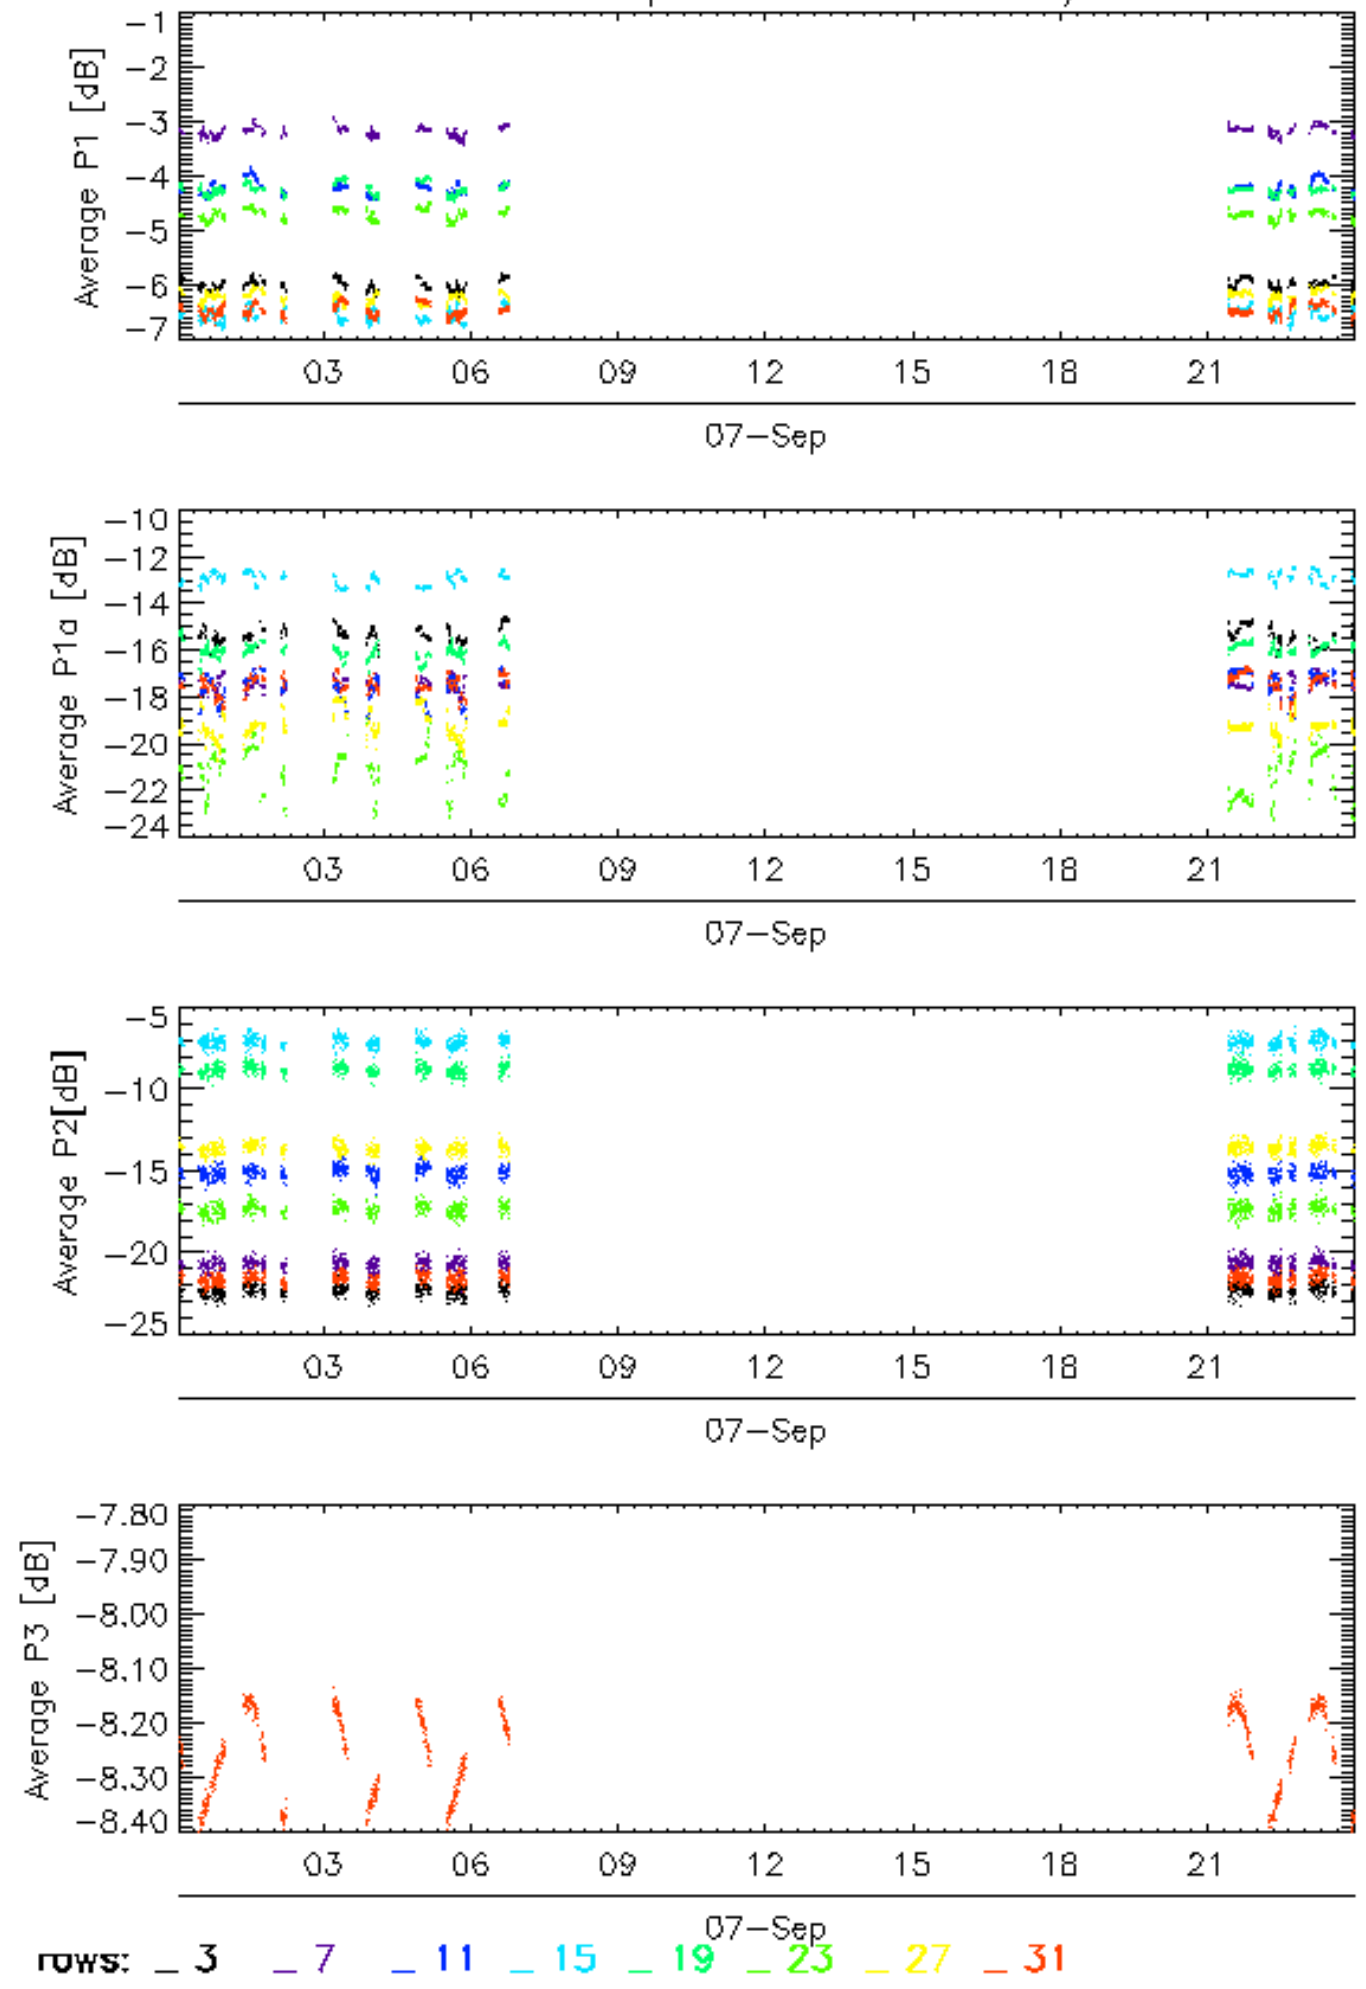 Average P1 [dB]
−1
−2
−3
−4
−5
−6
−7
03 06 09 12 15 18 21
07−Sep
Average P1a [dB]
−10
−12
−14
−16
−18
−20
−22
−24
03 06 09 12 15 18 21
07−Sep
Average P2[dB]
−5
−10
−15
−20
−25
03 06 09 12 15 18 21
07−Sep
Average P3 [dB]
−7.80
−7.90
−8.00
−8.10
−8.20
−8.30
−8.40
03 06 09 12 15 18 21
07−Sep
rows: _ 3 _ 7 _ 11 _ 15 _ 19 _ 23 _ 27 _ 31